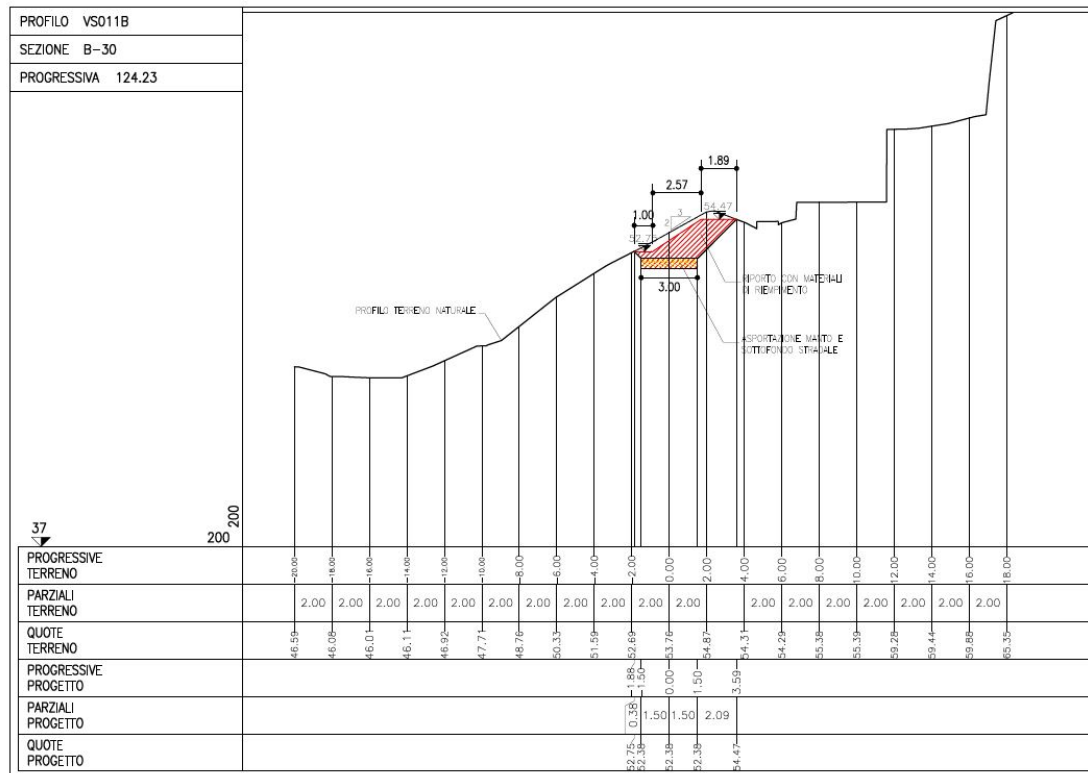 PROFILO VS011B
SEZIONE B-30
PROGRESSIVA 124.23
1.89
2.57
54.47
1.00
3
2
52.75
RIPORTO CON MATERIALI
DI RIEMPIMENTO
3.00
PROFILO TERRENO NATURALE
ASPORTAZIONE MANTO E
SOTTOFONDO STRADALE
37
200
200
PROGRESSIVE
TERRENO
-20.00 -18.00 -16.00 -14.00 -12.00 -10.00 -8.00 -6.00 -4.00 -2.00 0.00 2.00 4.00 6.00 8.00 10.00 12.00 14.00 16.00 18.00
PARZIALI
TERRENO
2.00 2.00 2.00 2.00 2.00 2.00 2.00 2.00 2.00 2.00 2.00 2.00 2.00 2.00 2.00 2.00 2.00 2.00
QUOTE
TERRENO
46.59 46.08 46.01 46.11 46.92 47.71 48.76 50.33 51.59 52.69 53.76 54.87 54.31 54.29 55.38 55.39 59.28 59.44 59.88 65.35
PROGRESSIVE
PROGETTO
-1.88 -1.50 0.00 1.50 3.59
PARZIALI
PROGETTO
0.38 1.50 1.50 2.09
QUOTE
PROGETTO
52.75 52.38 52.38 52.38 54.47